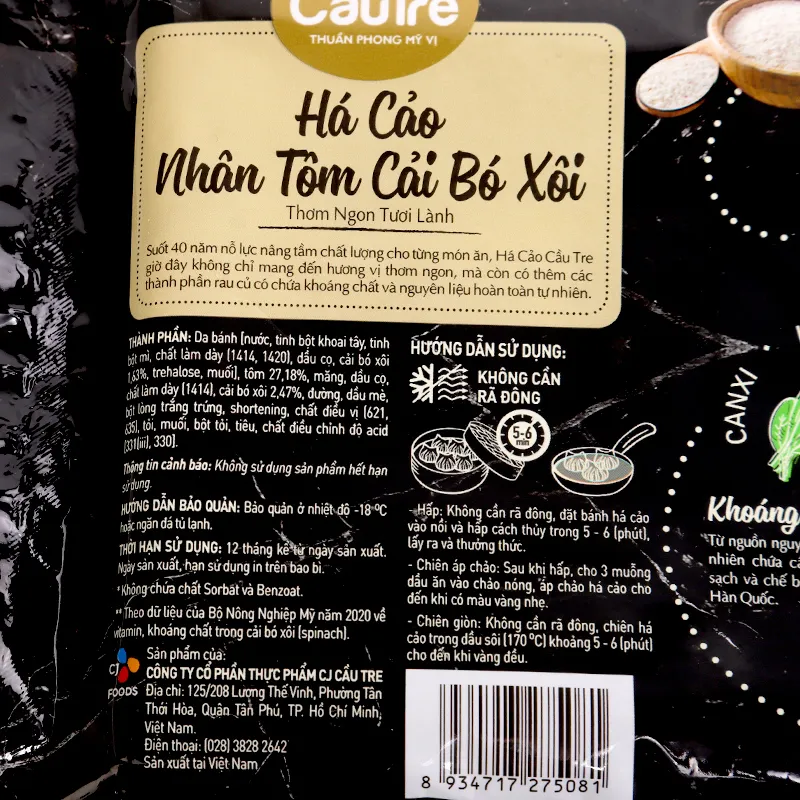 CầuTre
THUẦN PHONG MỸ VỊ
Há Cảo
Nhân Tôm Cải Bó Xôi
Thơm Ngon Tươi Lành
Suốt 40 năm nỗ lực nâng tầm chất lượng cho từng món ăn, Há Cảo Cầu Tre
giờ đây không chỉ mang đến hương vị thơm ngon, mà còn có thêm các
thành phần rau củ có chứa khoáng chất và nguyên liệu hoàn toàn tự nhiên.
THÀNH PHẦN: Da bánh [nước, tinh bột khoai tây, tinh
bột mì, chất làm dày (1414, 1420), dầu cọ, cải bó xôi
1,63%, trehalose, muối], tôm 27,18%, măng, dầu cọ,
chất làm dày (1414), cải bó xôi 2,47%, đường, dầu mè,
bột lòng trắng trứng, shortening, chất điều vị (621,
635), tỏi, muối, bột tỏi, tiêu, chất điều chỉnh độ acid
(331(iii), 330).
Thông tin cảnh báo: Không sử dụng sản phẩm hết hạn
sử dụng.
HƯỚNG DẪN BẢO QUẢN: Bảo quản ở nhiệt độ -18 ºC
hoặc ngăn đá tủ lạnh.
THỜI HẠN SỬ DỤNG: 12 tháng kể từ ngày sản xuất.
Ngày sản xuất, hạn sử dụng in trên bao bì.
* Không chứa chất Sorbat và Benzoat.
** Theo dữ liệu của Bộ Nông Nghiệp Mỹ năm 2020 về
vitamin, khoáng chất trong cải bó xôi (spinach).
CJ
FOODS
Sản phẩm của:
CÔNG TY CỔ PHẦN THỰC PHẨM CJ CẦU TRE
Địa chỉ: 125/208 Lương Thế Vinh, Phường Tân
Thới Hòa, Quận Tân Phú, TP. Hồ Chí Minh,
Việt Nam.
Điện thoại: (028) 3828 2642
Sản xuất tại Việt Nam
HƯỚNG DẪN SỬ DỤNG:
KHÔNG CẦN
RÃ ĐÔNG
5-6
min
- Hấp: Không cần rã đông, đặt bánh há cảo
vào nồi và hấp cách thủy trong 5 - 6 (phút),
lấy ra và thưởng thức.
- Chiên áp chảo: Sau khi hấp, cho 3 muỗng
dầu ăn vào chảo nóng, áp chảo há cảo cho
đến khi có màu vàng nhẹ.
- Chiên giòn: Không cần rã đông, chiên há
cảo trong dầu sôi (170 ºC) khoảng 5 - 6 (phút)
cho đến khi vàng đều.
8 934717 275081
CANXI
Khoáng
Từ nguồn nguy
nhiên chứa cá
sạch và chế b
Hàn Quốc.